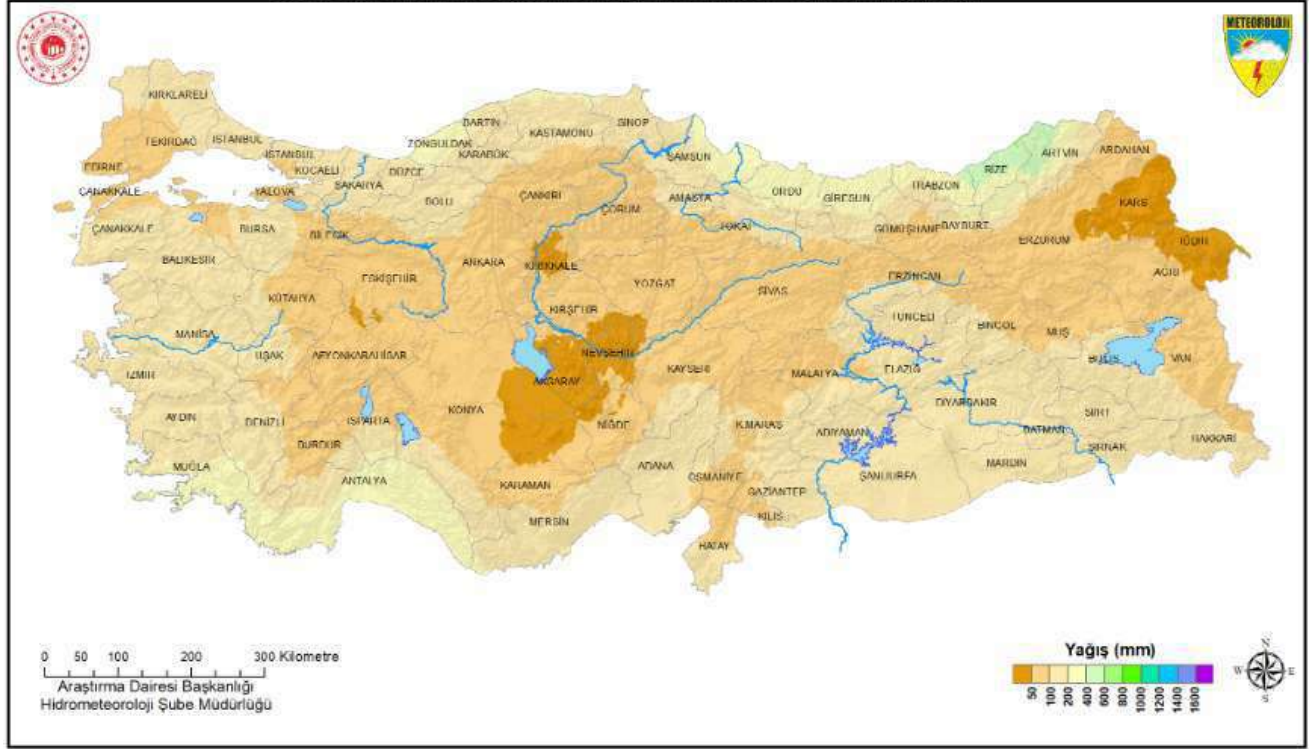 METEOROLOJİ
KIRKLARELİ
TEKİRDAĞ
İSTANBUL
EDİRNE
İSTANBUL
KOCAELİ
ÇANAKKALE
YALOVA
SAKARYA
DÜZCE
ZONGULDAK
BARTIN
KARABÜK
KASTAMONU
SİNOP
SAMSUN
BOLU
ÇANKIRI
ÇORUM
AMASYA
TOKAT
ORDU
GİRESUN
TRABZON
RİZE
ARTVİN
ARDAHAN
KARS
IĞDIR
AĞRI
ERZURUM
BAYBURT
GÜMÜŞHANE
ERZİNCAN
ÇANAKKALE
BALIKESİR
BURSA
BİLECİK
ESKİŞEHİR
ANKARA
KIRIKKALE
YOZGAT
SİVAS
TUNCELİ
BİNGÖL
MUŞ
BİTLİS
VAN
KÜTAHYA
MANİSA
UŞAK
AFYONKARAHİSAR
KIRŞEHİR
NEVŞEHİR
AKSARAY
KAYSERİ
MALATYA
ELAZIĞ
DİYARBAKIR
SİİRT
BATMAN
ŞIRNAK
HAKKARİ
İZMİR
AYDIN
DENİZLİ
ISPARTA
BURDUR
KONYA
NİĞDE
K.MARAŞ
ADIYAMAN
MARDİN
ŞANLIURFA
MUĞLA
ANTALYA
KARAMAN
MERSİN
ADANA
OSMANİYE
GAZİANTEP
KİLİS
HATAY
0 50 100 200 300 Kilometre
Araştırma Dairesi Başkanlığı
Hidrometeoroloji Şube Müdürlüğü
Yağış (mm)
50 100 200 400 600 800 1000 1200 1400 1600
N
W E
S